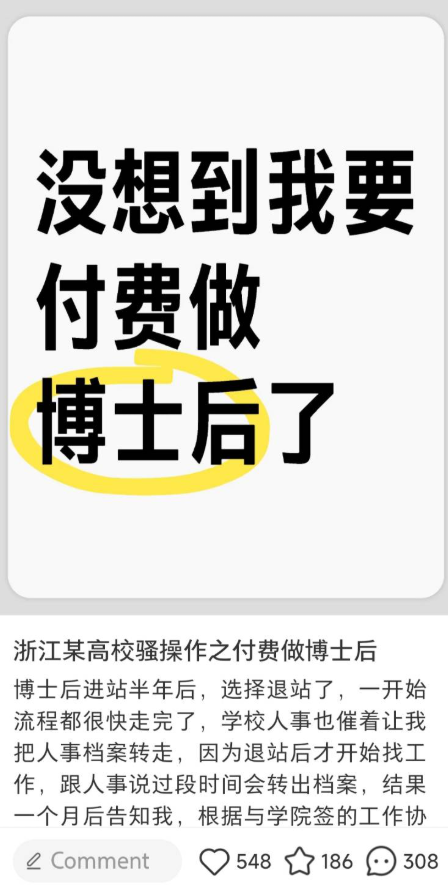 没想到我要
付费做
博士后了
浙江某高校骚操作之付费做博士后
博士后进站半年后，选择退站了，一开始
流程都很快走完了，学校人事也催着让我
把人事档案转走，因为退站后才开始找工
作，跟人事说过段时间会转出档案，结果
一个月后告知我，根据与学院签的工作协
Comment
548
186
308